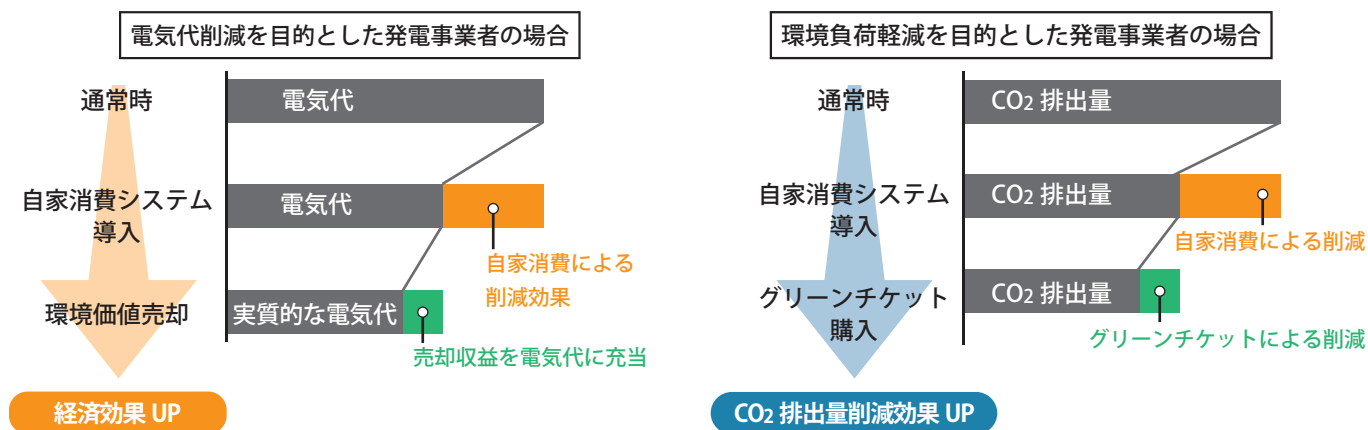 電気代削減を目的とした発電事業者の場合
通常時
電気代
自家消費システム
導入
電気代
自家消費による
削減効果
環境価値売却
実質的な電気代
売却収益を電気代に充当
経済効果 UP
環境負荷軽減を目的とした発電事業者の場合
通常時
CO2 排出量
自家消費システム
導入
CO2 排出量
自家消費による削減
グリーンチケット
購入
CO2 排出量
グリーンチケットによる削減
CO2 排出量削減効果 UP